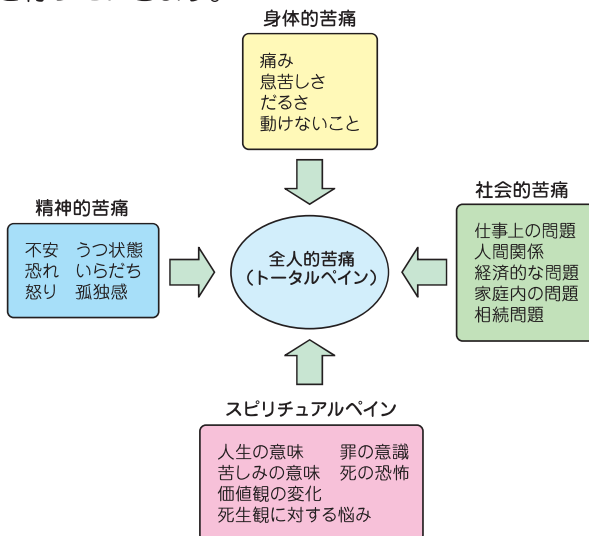 身体的苦痛
痛み
息苦しさ
だるさ
動けないこと
精神的苦痛
不安　うつ状態
恐れ　いらだち
怒り　孤独感
全人的苦痛
（トータルペイン）
社会的苦痛
仕事上の問題
人間関係
経済的な問題
家庭内の問題
相続問題
スピリチュアルペイン
人生の意味　罪の意識
苦しみの意味　死の恐怖
価値観の変化
死生観に対する悩み